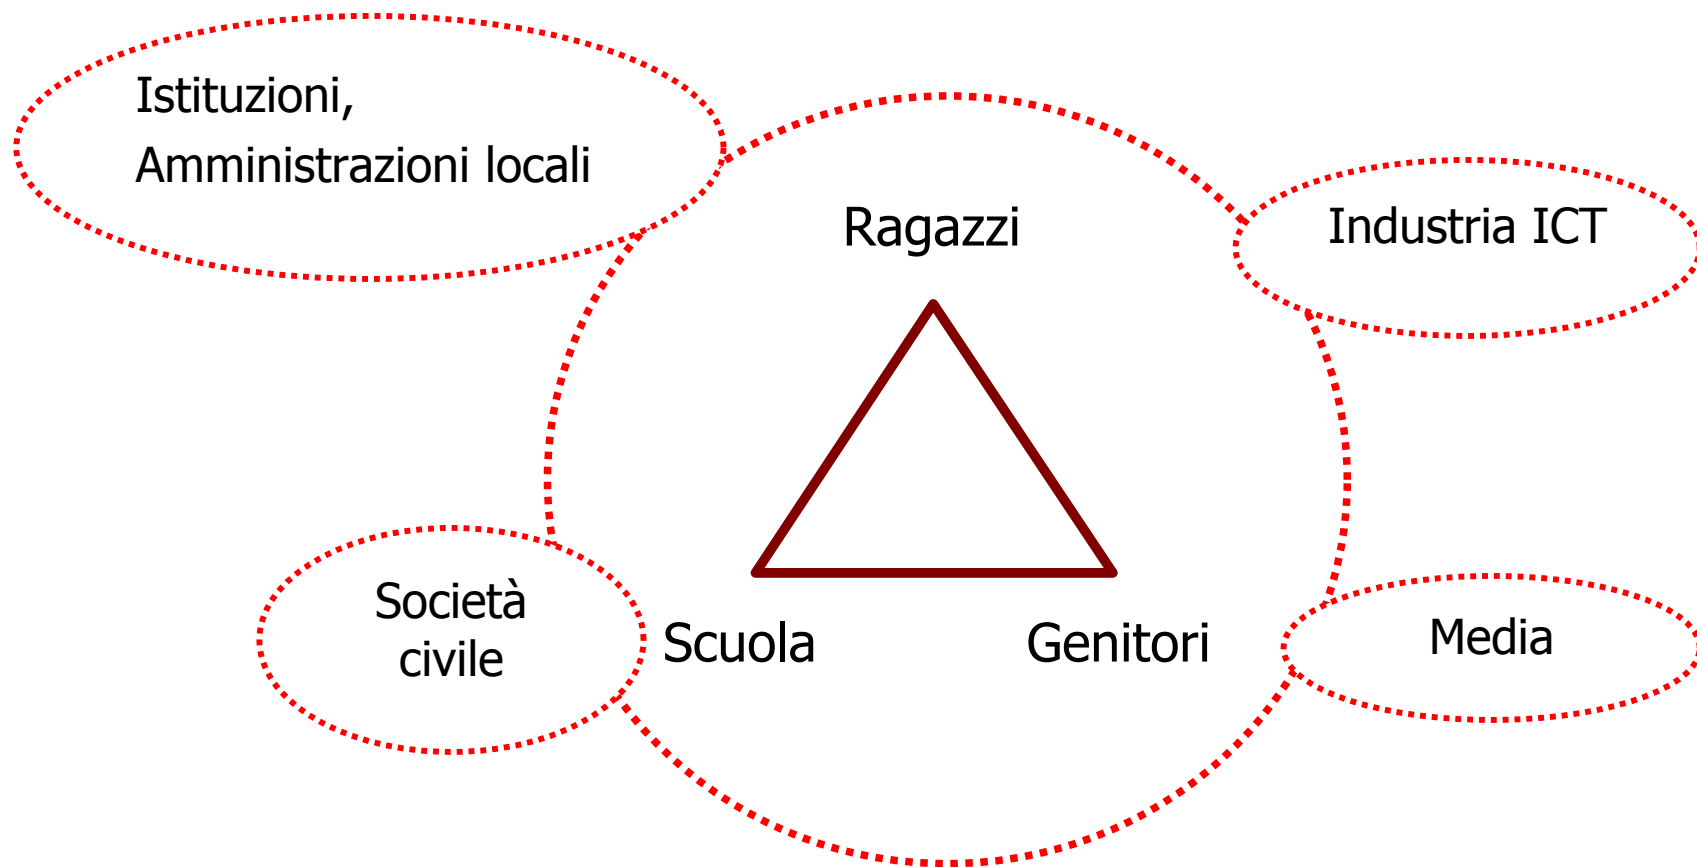 Istituzioni,
Amministrazioni locali
Ragazzi
Industria ICT
Società
civile
Scuola
Genitori
Media